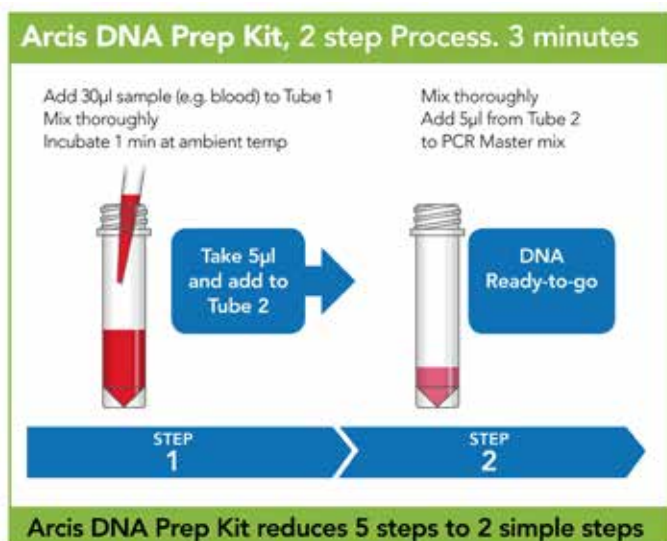 Arcis DNA Prep Kit, 2 step Process. 3 minutes
Add 30µl sample (e.g. blood) to Tube 1
Mix thoroughly
Incubate 1 min at ambient temp
Mix thoroughly
Add 5µl from Tube 2
to PCR Master mix
Take 5µl
and add to
Tube 2
DNA
Ready-to-go
STEP
1
STEP
2
Arcis DNA Prep Kit reduces 5 steps to 2 simple steps